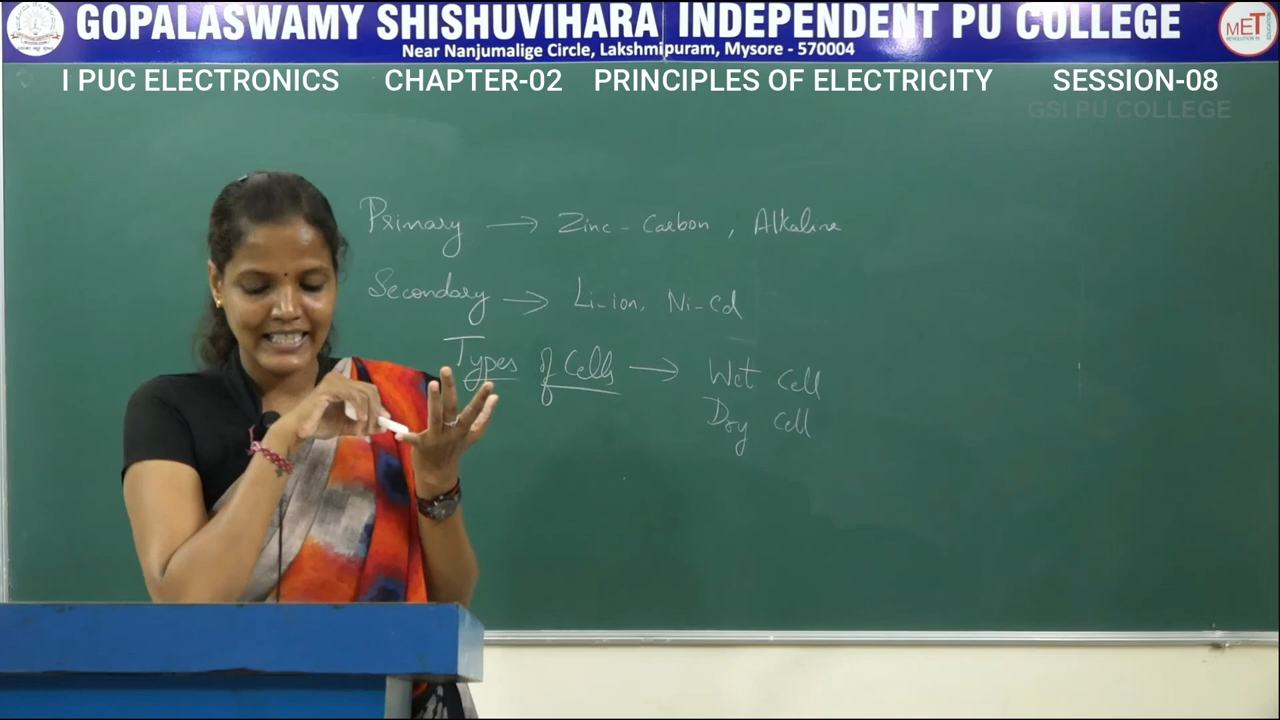 GOPALASWAMY SHISHUVIHARA INDEPENDENT PU COLLEGE
Near Nanjumalige Circle, Lakshmipuram, Mysore - 570004
MET
I PUC ELECTRONICS CHAPTER-02 PRINCIPLES OF ELECTRICITY SESSION-08
GSI PU COLLEGE
Primary → Zinc - Carbon , Alkaline
Secondary → Li-ion, Ni-Cd
Types of Cells → Wet Cell
Dry Cell